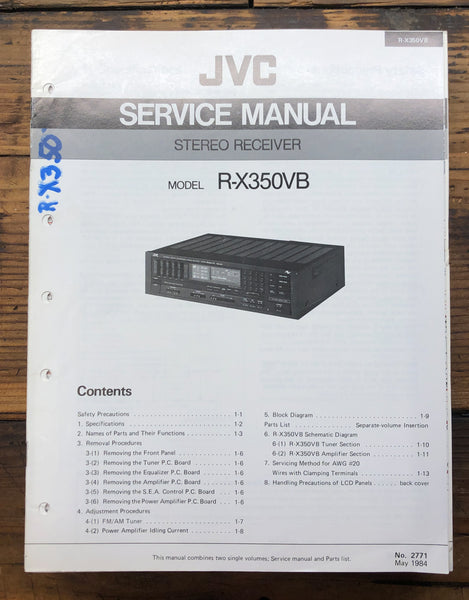 R-X350VB
JVC
SERVICE MANUAL
STEREO RECEIVER
MODEL R-X350VB
R-X350
JVC
Contents
Safety Precautions . . . . . . . . . . . . . . . . . . . . . . 1-1
1. Specifications . . . . . . . . . . . . . . . . . . . . . . . . 1-2
2. Names of Parts and Their Functions . . . . . . . . . 1-3
3. Removal Procedures
3-(1) Removing the Front Panel . . . . . . . . . . . . 1-6
3-(2) Removing the Tuner P.C. Board . . . . . . . . 1-6
3-(3) Removing the Equalizer P.C. Board . . . . . . 1-6
3-(4) Removing the Amplifier P.C. Board . . . . . . 1-6
3-(5) Removing the S.E.A. Control P.C. Board . . . 1-6
3-(6) Removing the Power Amplifier P.C. Board . . 1-6
4. Adjustment Procedures
4-(1) FM/AM Tuner . . . . . . . . . . . . . . . . . . . . 1-7
4-(2) Power Amplifier Idling Current . . . . . . . . . 1-8
5. Block Diagram . . . . . . . . . . . . . . . . . . . . . . . 1-9
Parts List . . . . . . . . . . Separate-volume Insertion
6. R-X350VB Schematic Diagram
6-(1) R-X350VB Tuner Section . . . . . . . . . . . . 1-10
6-(2) R-X350VB Amplifier Section . . . . . . . . . . 1-11
7. Servicing Method for AWG #20
Wires with Clamping Terminals . . . . . . . . . . . . 1-13
8. Handling Precautions of LCD Panels . . . . . back cover
This manual combines two single volumes; Service manual and Parts list.
No. 2771
May 1984